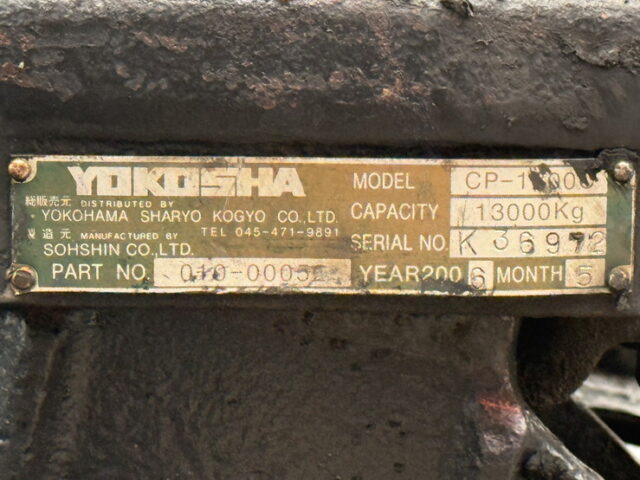 YOKOSHA
総販売元 DISTRIBUTED BY
YOKOHAMA SHARYO KOGYO CO.,LTD.
TEL 045-471-9891
製造元 MANUFACTURED BY
SOHSHIN CO.,LTD.
PART NO.
MODEL
CAPACITY 13000Kg
SERIAL NO. K 36972
YEAR 2006 MONTH 5